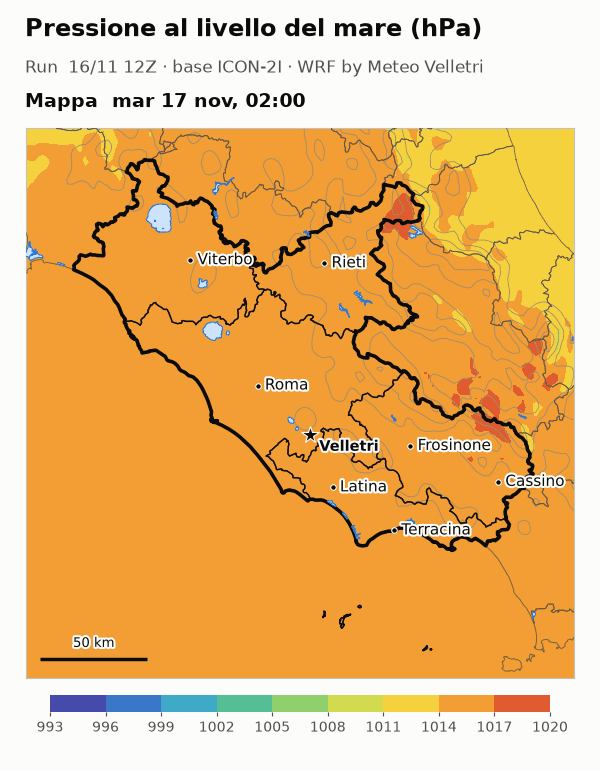 Pressione al livello del mare (hPa)
Run  16/11 12Z · base ICON-2I · WRF by Meteo Velletri
Mappa  mar 17 nov, 02:00
Viterbo
Rieti
Roma
Velletri
Frosinone
Cassino
Latina
Terracina
50 km
993 996 999 1002 1005 1008 1011 1014 1017 1020